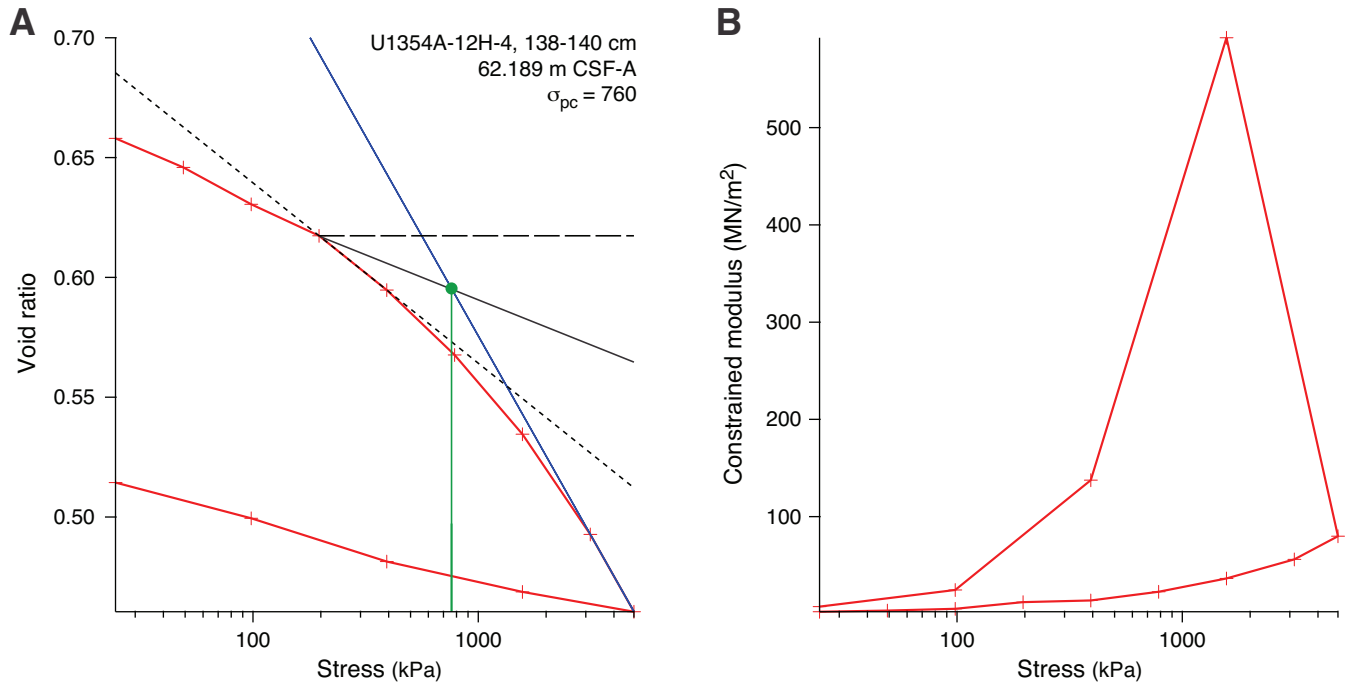 A
U1354A-12H-4, 138-140 cm
62.189 m CSF-A
σpc = 760
0.70
0.65
0.60
0.55
0.50
Void ratio
100
1000
Stress (kPa)
B
500
400
300
200
100
Constrained modulus (MN/m²)
100
1000
Stress (kPa)